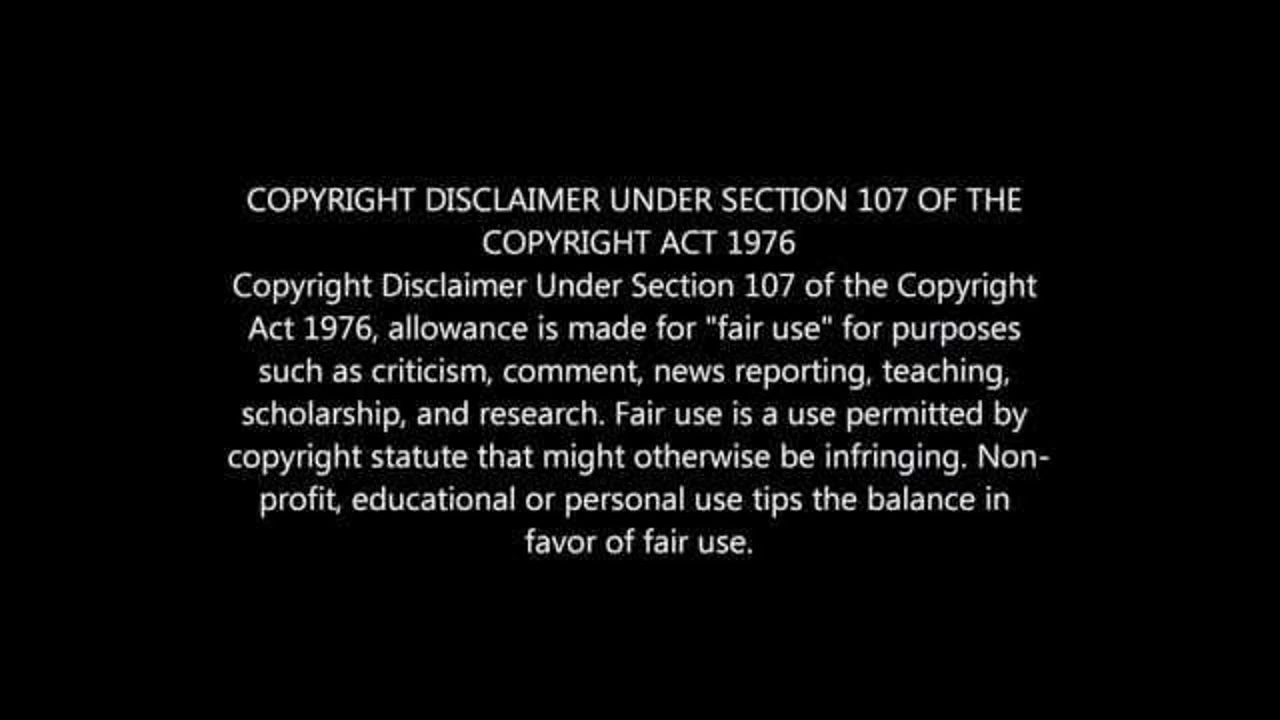 COPYRIGHT DISCLAIMER UNDER SECTION 107 OF THE
COPYRIGHT ACT 1976
Copyright Disclaimer Under Section 107 of the Copyright
Act 1976, allowance is made for "fair use" for purposes
such as criticism, comment, news reporting, teaching,
scholarship, and research. Fair use is a use permitted by
copyright statute that might otherwise be infringing. Non-
profit, educational or personal use tips the balance in
favor of fair use.